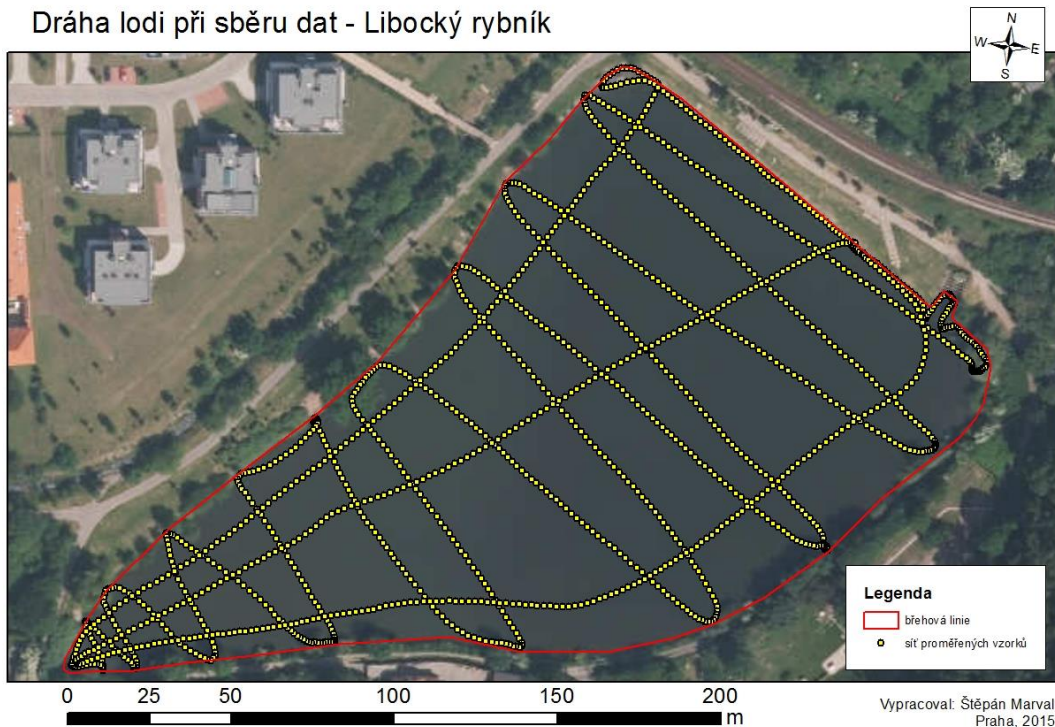 Dráha lodi při sběru dat - Libocký rybník
N
W
E
S
Legenda
břehová linie
síť proměřených vzorků
0 25 50 100 150 200
m
Vypracoval: Štěpán Marval
Praha, 2015